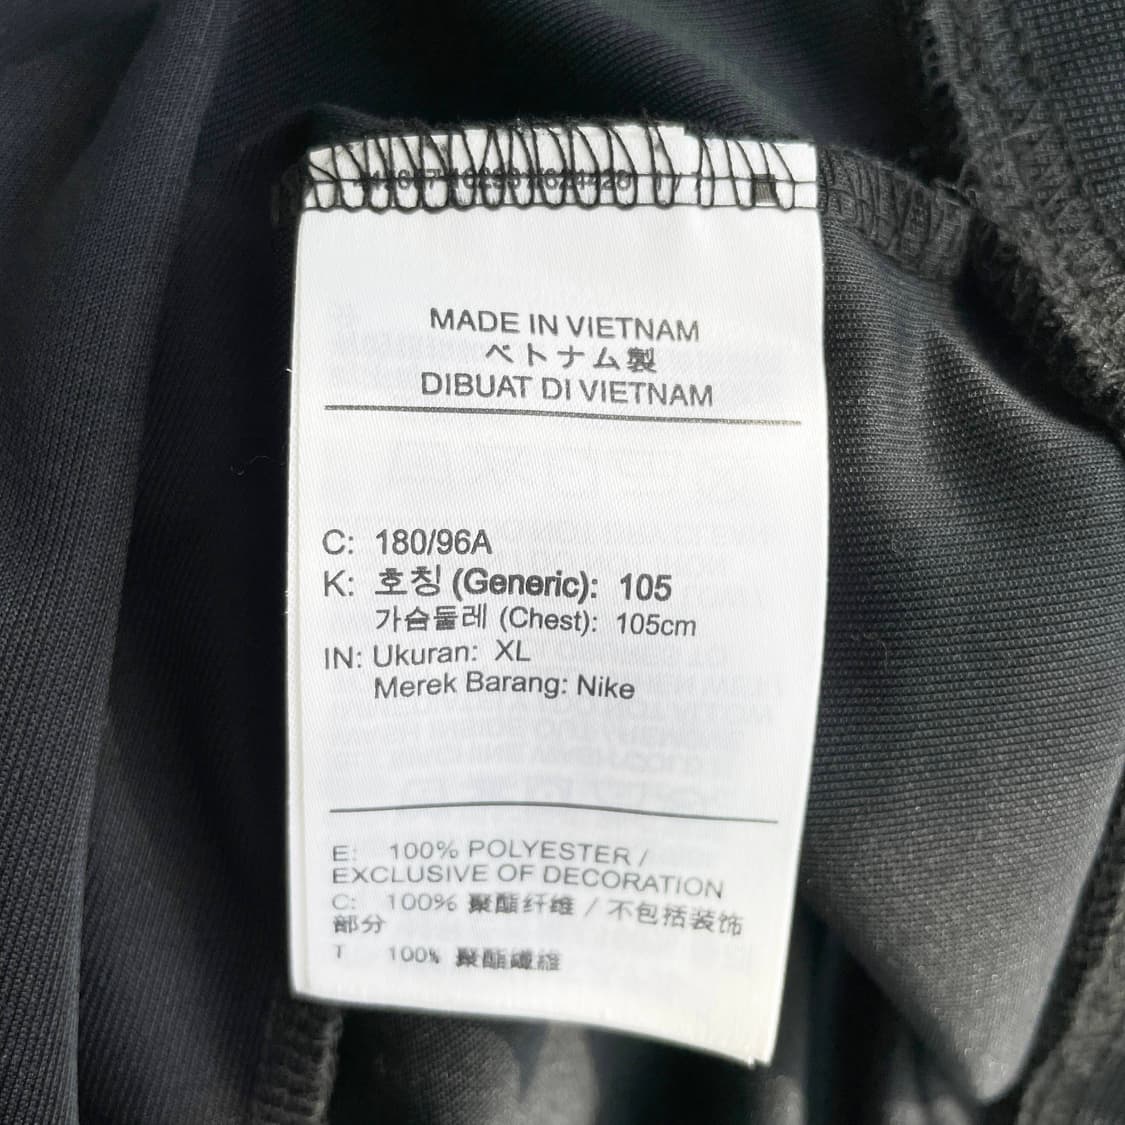 MADE IN VIETNAM
ベトナム製
DIBUAT DI VIETNAM
C: 180/96A
K: 호칭 (Generic): 105
가슴둘레 (Chest): 105cm
IN: Ukuran: XL
Merek Barang: Nike
E: 100% POLYESTER /
EXCLUSIVE OF DECORATION
C: 100% 聚酯纤维 / 不包括装饰
部分
T 100% 聚酯纖維